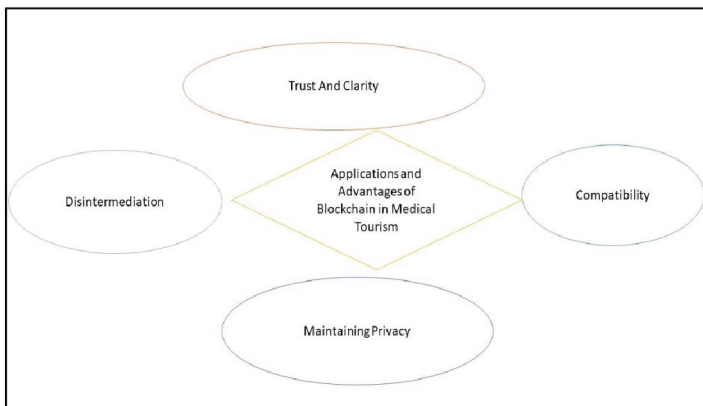 Trust And Clarity
Disintermediation
Applications and
Advantages of
Blockchain in Medical
Tourism
Compatibility
Maintaining Privacy